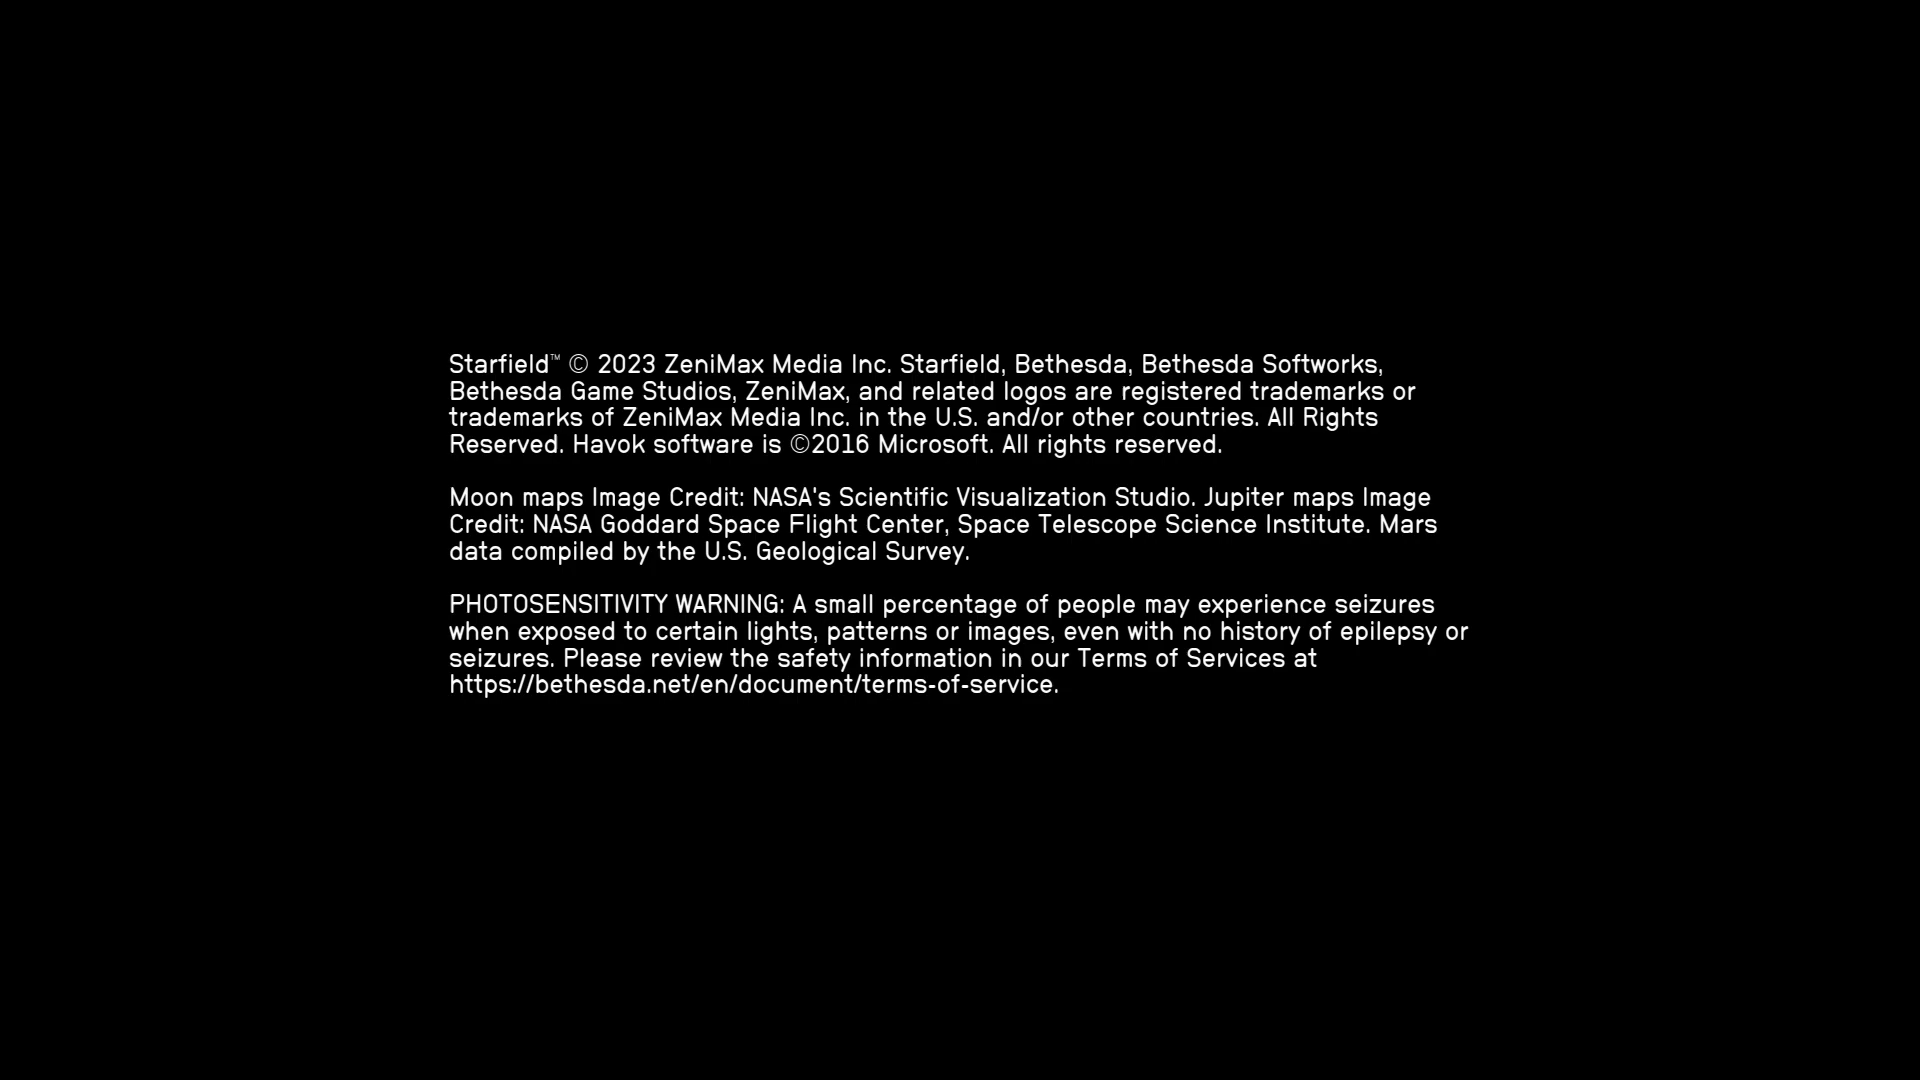 Starfield™ © 2023 ZeniMax Media Inc. Starfield, Bethesda, Bethesda Softworks,
Bethesda Game Studios, ZeniMax, and related logos are registered trademarks or
trademarks of ZeniMax Media Inc. in the U.S. and/or other countries. All Rights
Reserved. Havok software is ©2016 Microsoft. All rights reserved.
Moon maps Image Credit: NASA's Scientific Visualization Studio. Jupiter maps Image
Credit: NASA Goddard Space Flight Center, Space Telescope Science Institute. Mars
data compiled by the U.S. Geological Survey.
PHOTOSENSITIVITY WARNING: A small percentage of people may experience seizures
when exposed to certain lights, patterns or images, even with no history of epilepsy or
seizures. Please review the safety information in our Terms of Services at
https://bethesda.net/en/document/terms-of-service.